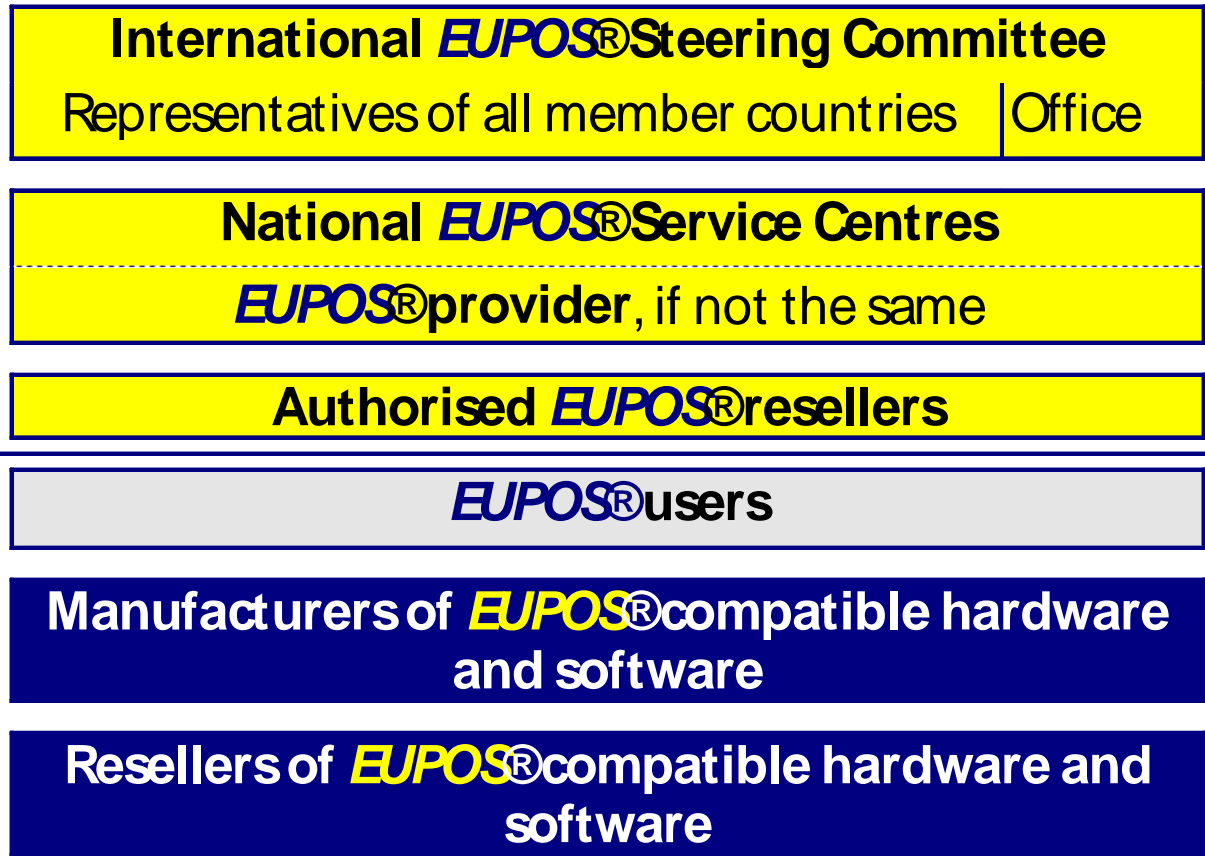 International EUPOS® Steering Committee
Representatives of all member countries Office
National EUPOS® Service Centres
EUPOS® provider, if not the same
Authorised EUPOS® resellers
EUPOS® users
Manufacturers of EUPOS® compatible hardware
and software
Resellers of EUPOS® compatible hardware and
software